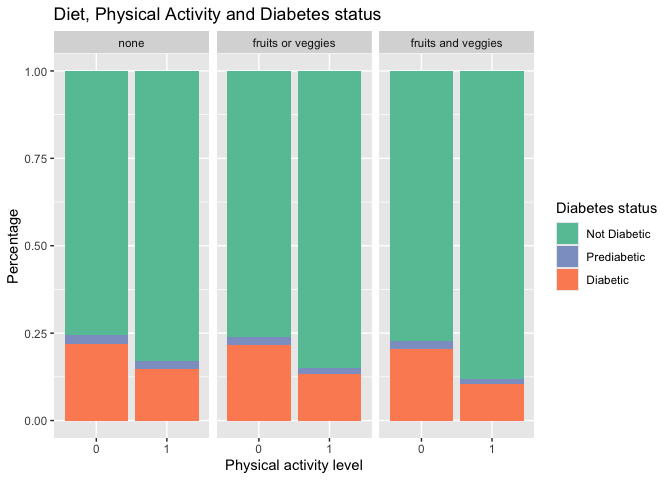 Diet, Physical Activity and Diabetes status
none
fruits or veggies
fruits and veggies
1.00
0.75
0.50
0.25
0.00
Percentage
0
1
0
1
0
1
Physical activity level
Diabetes status
Not Diabetic
Prediabetic
Diabetic